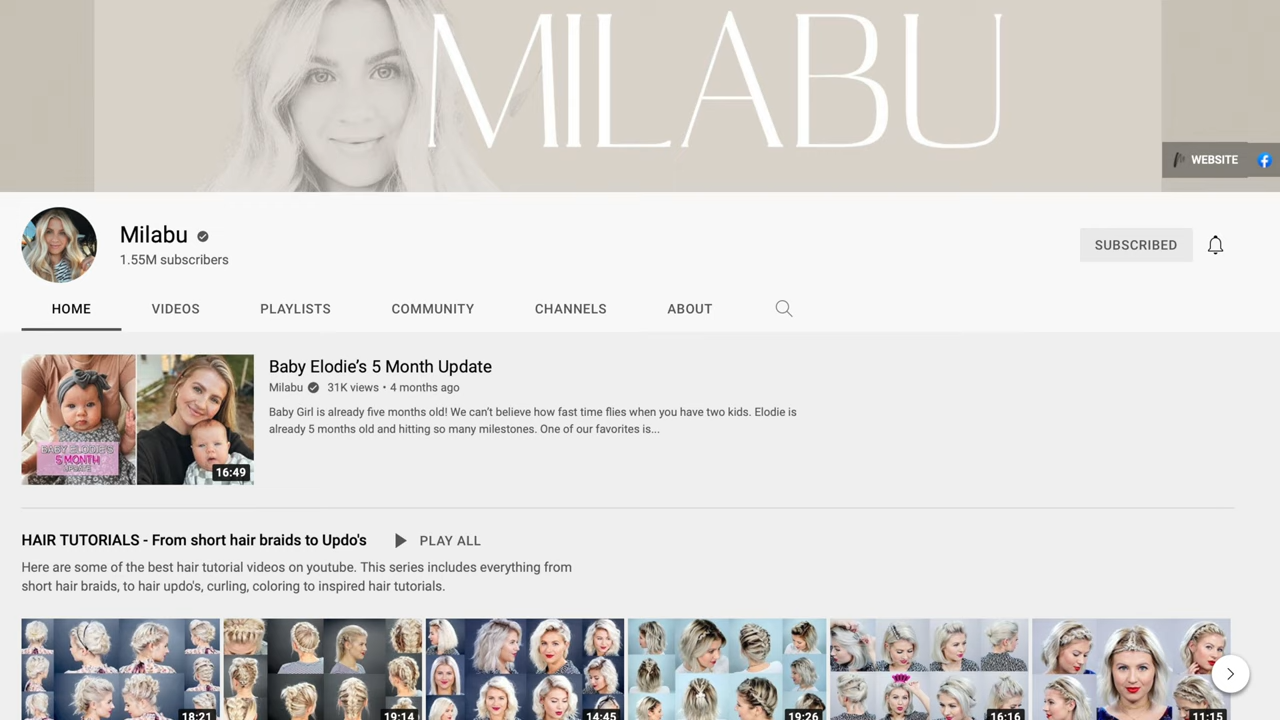 MILABU
WEBSITE
Milabu
1.55M subscribers
SUBSCRIBED
HOME
VIDEOS
PLAYLISTS
COMMUNITY
CHANNELS
ABOUT
BABY ELODIE'S
5 MONTH
UPDATE
16:49
Baby Elodie’s 5 Month Update
Milabu 31K views • 4 months ago
Baby Girl is already five months old! We can’t believe how fast time flies when you have two kids. Elodie is
already 5 months old and hitting so many milestones. One of our favorites is...
HAIR TUTORIALS - From short hair braids to Updo's
PLAY ALL
Here are some of the best hair tutorial videos on youtube. This series includes everything from
short hair braids, to hair updo's, curling, coloring to inspired hair tutorials.
18:21
19:14
14:45
19:26
16:16
11:15